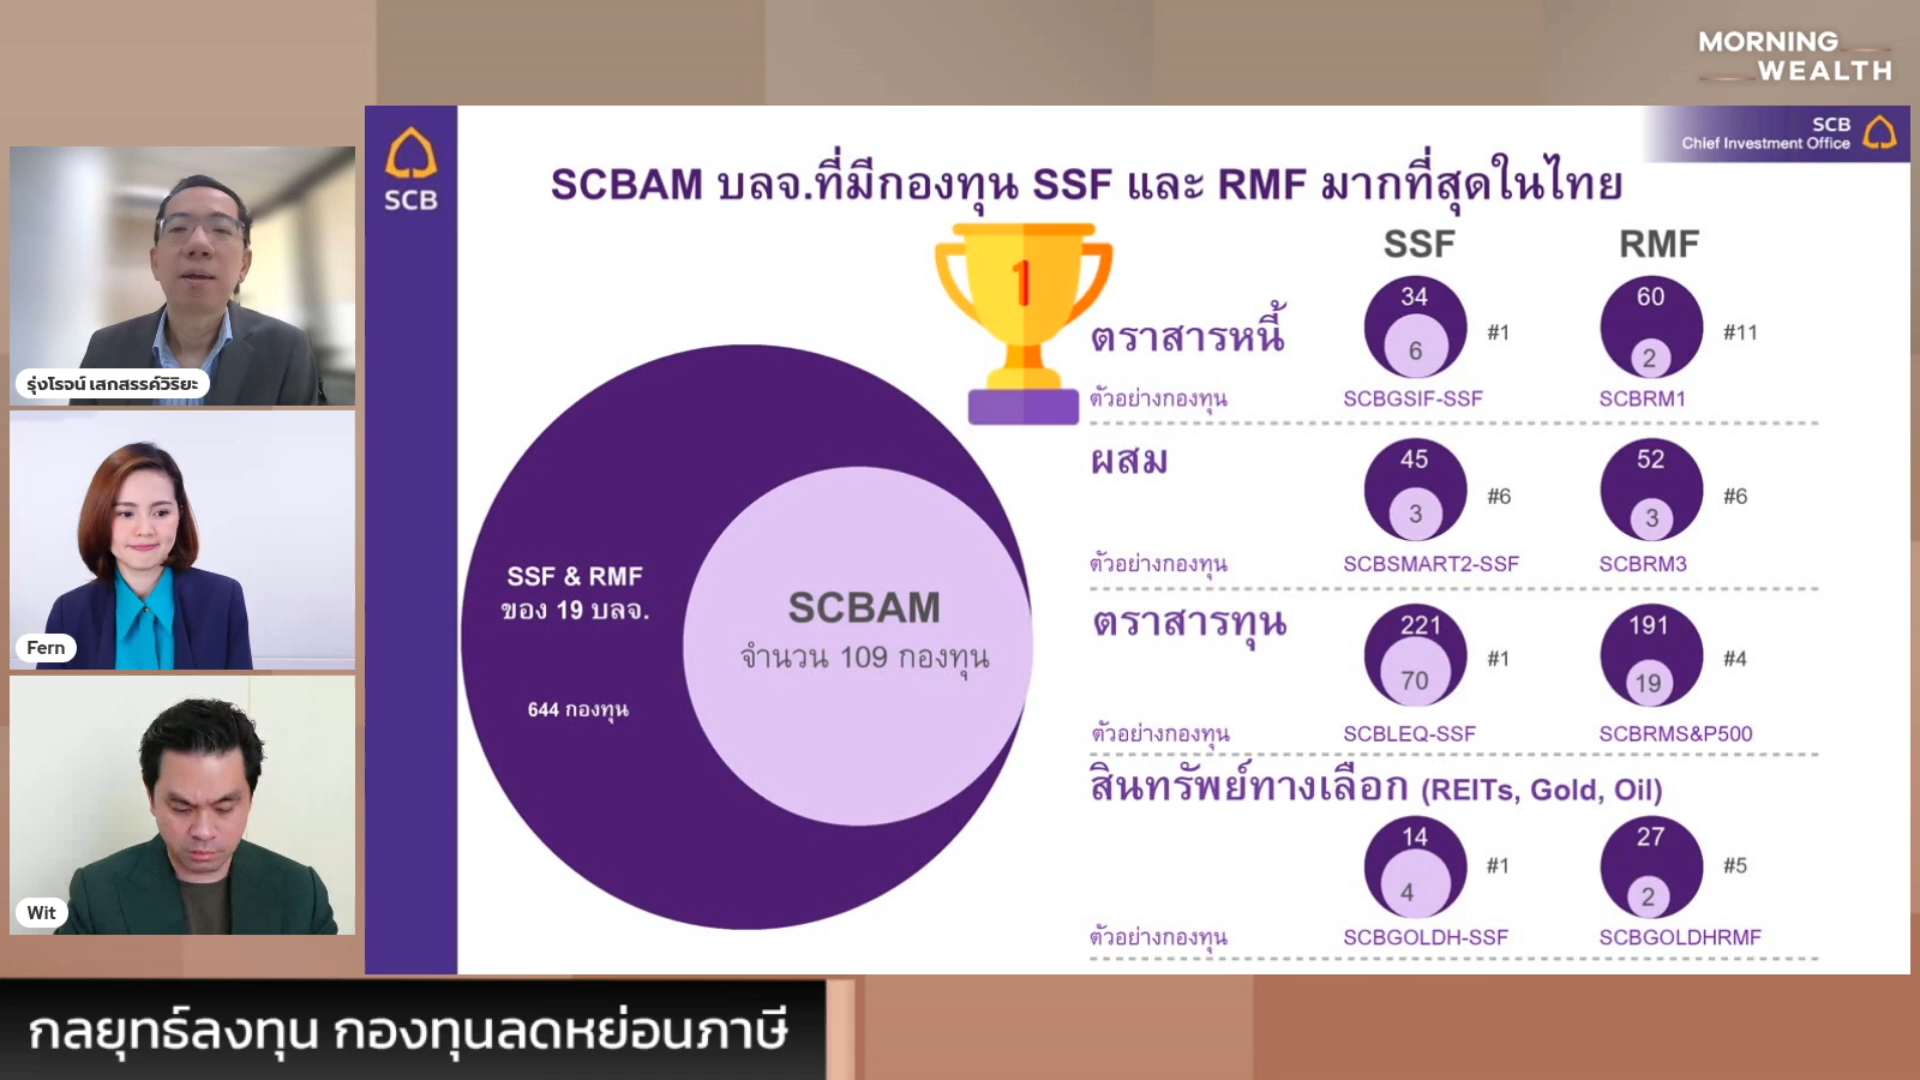 MORNING
WEALTH
SCB
SCB
Chief Investment Office
SCBAM บลจ.ที่มีกองทุน SSF และ RMF มากที่สุดในไทย
1
SSF RMF
ตราสารหนี้
34 6 #1 60 2 #11
ตัวอย่างกองทุน SCBGSIF-SSF SCBRM1
ผสม
45 3 #6 52 3 #6
ตัวอย่างกองทุน SCBSMART2-SSF SCBRM3
ตราสารทุน
221 70 #1 191 19 #4
ตัวอย่างกองทุน SCBLEQ-SSF SCBRMS&P500
สินทรัพย์ทางเลือก (REITs, Gold, Oil)
14 4 #1 27 2 #5
ตัวอย่างกองทุน SCBGOLDH-SSF SCBGOLDHRMF
SSF & RMF
ของ 19 บลจ.
644 กองทุน
SCBAM
จำนวน 109 กองทุน
รุ่งโรจน์ เสกสรรค์วิริยะ
Fern
Wit
กลยุทธ์ลงทุน กองทุนลดหย่อนภาษี